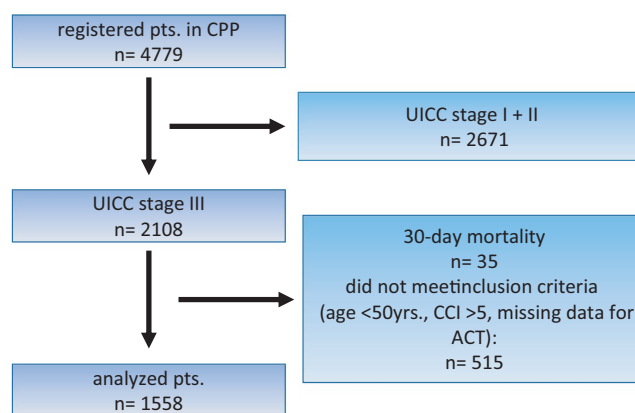 registered pts. in CPP
n= 4779
UICC stage I + II
n= 2671
UICC stage III
n= 2108
30-day mortality
n= 35
did not meetinclusion criteria
(age <50yrs., CCI >5, missing data for
ACT):
n= 515
analyzed pts.
n= 1558